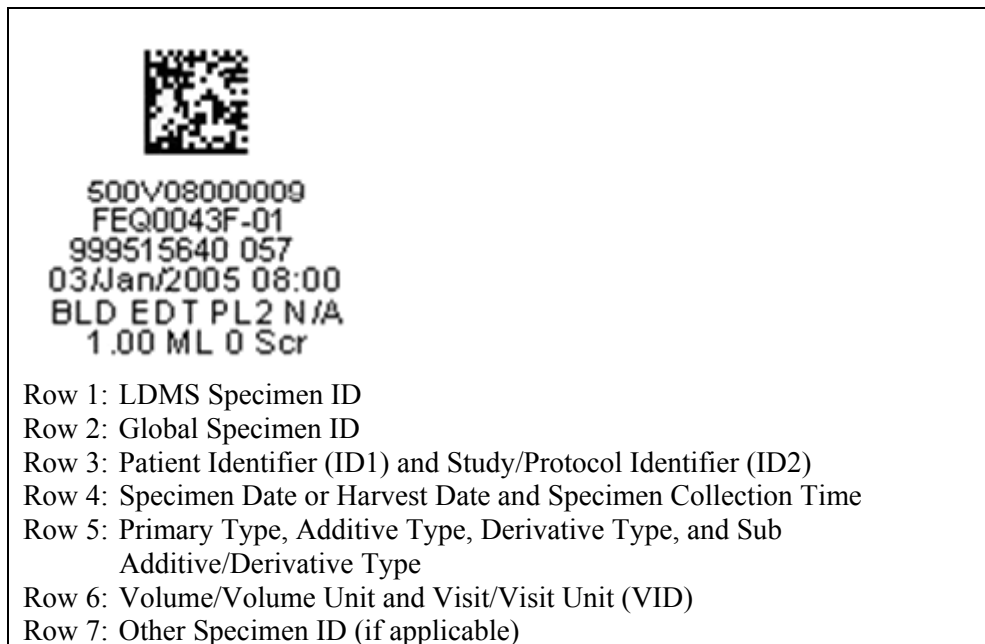 500V08000009
FEQ0043F-01
999515640 057
03/Jan/2005 08:00
BLD EDT PL2 N/A
1.00 ML 0 Scr
Row 1: LDMS Specimen ID
Row 2: Global Specimen ID
Row 3: Patient Identifier (ID1) and Study/Protocol Identifier (ID2)
Row 4: Specimen Date or Harvest Date and Specimen Collection Time
Row 5: Primary Type, Additive Type, Derivative Type, and Sub
Additive/Derivative Type
Row 6: Volume/Volume Unit and Visit/Visit Unit (VID)
Row 7: Other Specimen ID (if applicable)